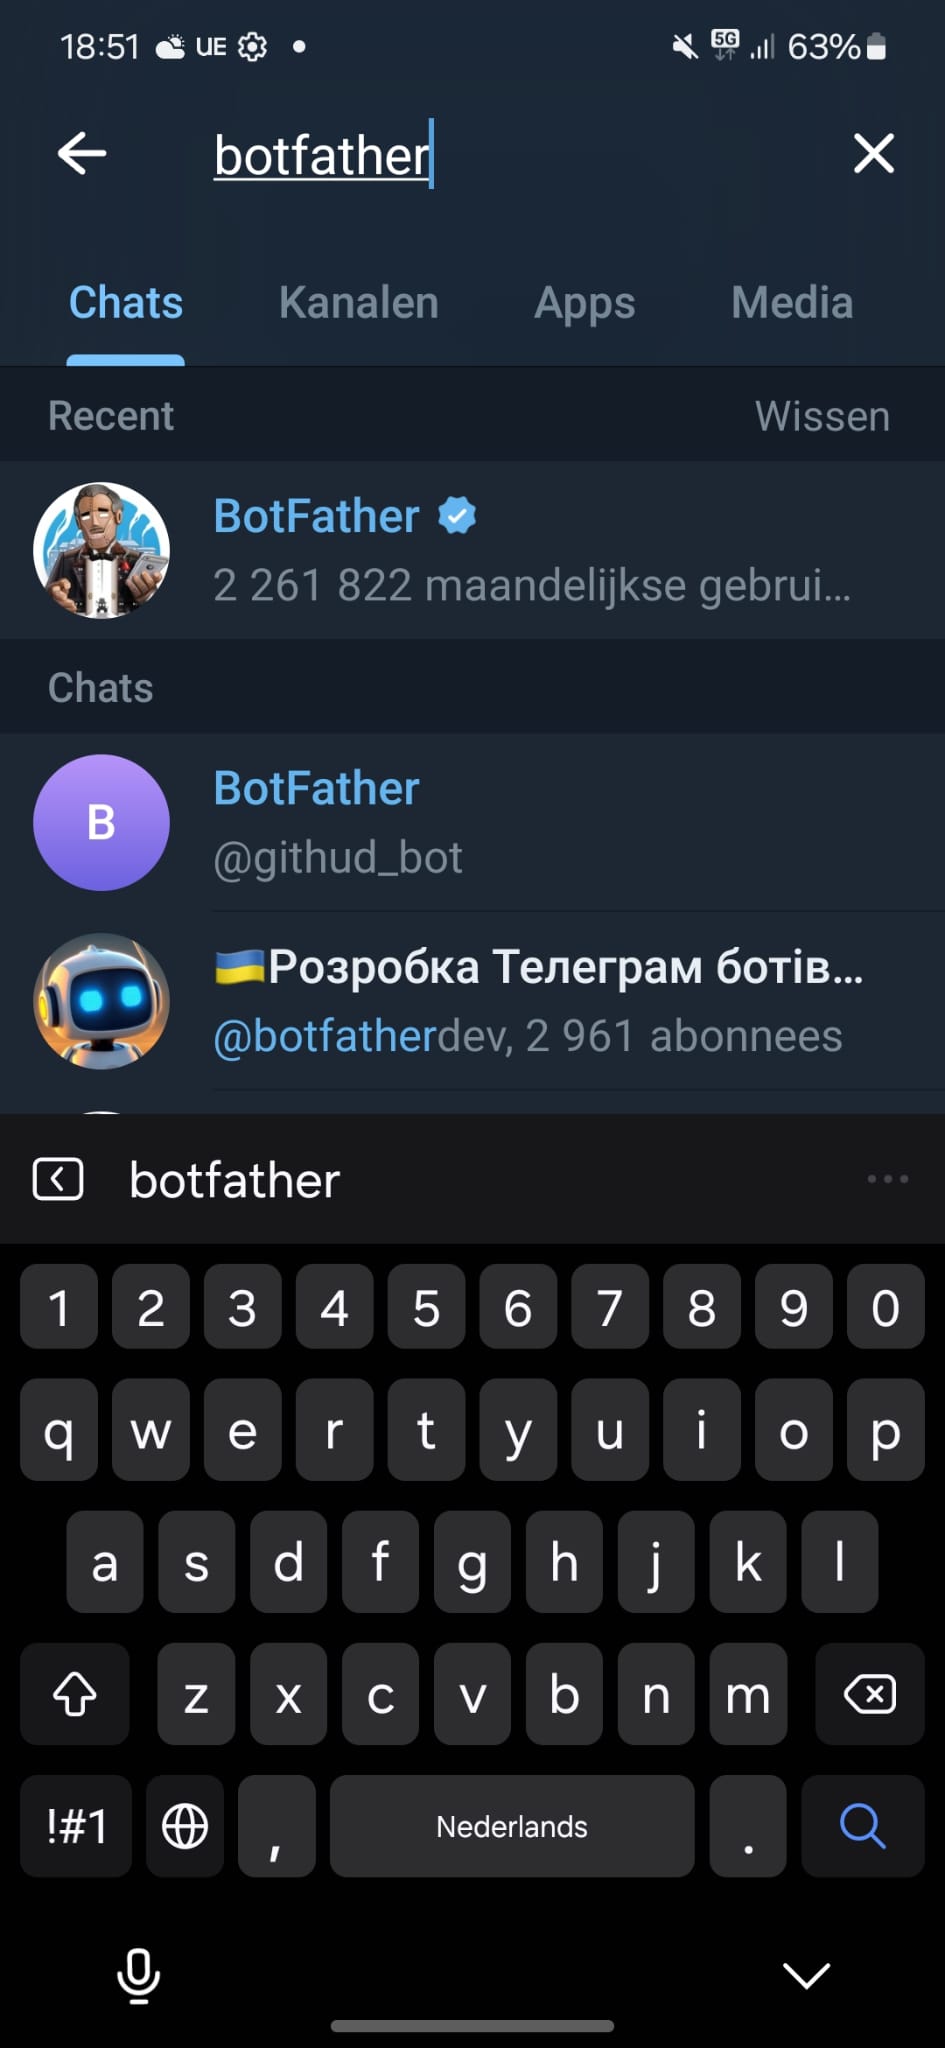 18:51 UE 5G 63%
botfather
Chats Kanalen Apps Media
Recent Wissen
BotFather
2 261 822 maandelijkse gebrui...
Chats
B
BotFather
@githud_bot
🇺🇦Розробка Телеграм ботів...
@botfatherdev, 2 961 abonnees
botfather
1 2 3 4 5 6 7 8 9 0
q w e r t y u i o p
a s d f g h j k l
z x c v b n m
!#1 , Nederlands .